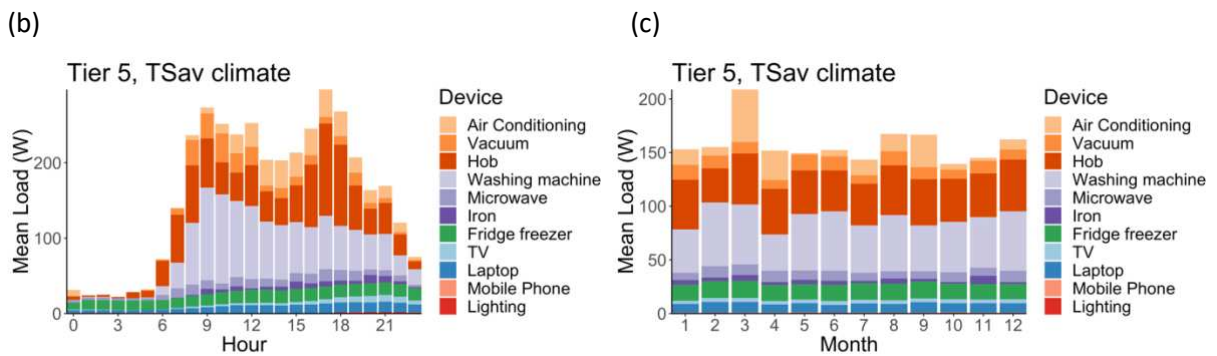 (b)
Tier 5, TSav climate
Mean Load (W)
200
100
0
0 3 6 9 12 15 18 21
Hour
Device
Air Conditioning
Vacuum
Hob
Washing machine
Microwave
Iron
Fridge freezer
TV
Laptop
Mobile Phone
Lighting
(c)
Tier 5, TSav climate
Mean Load (W)
200
150
100
50
0
1 2 3 4 5 6 7 8 9 10 11 12
Month
Device
Air Conditioning
Vacuum
Hob
Washing machine
Microwave
Iron
Fridge freezer
TV
Laptop
Mobile Phone
Lighting